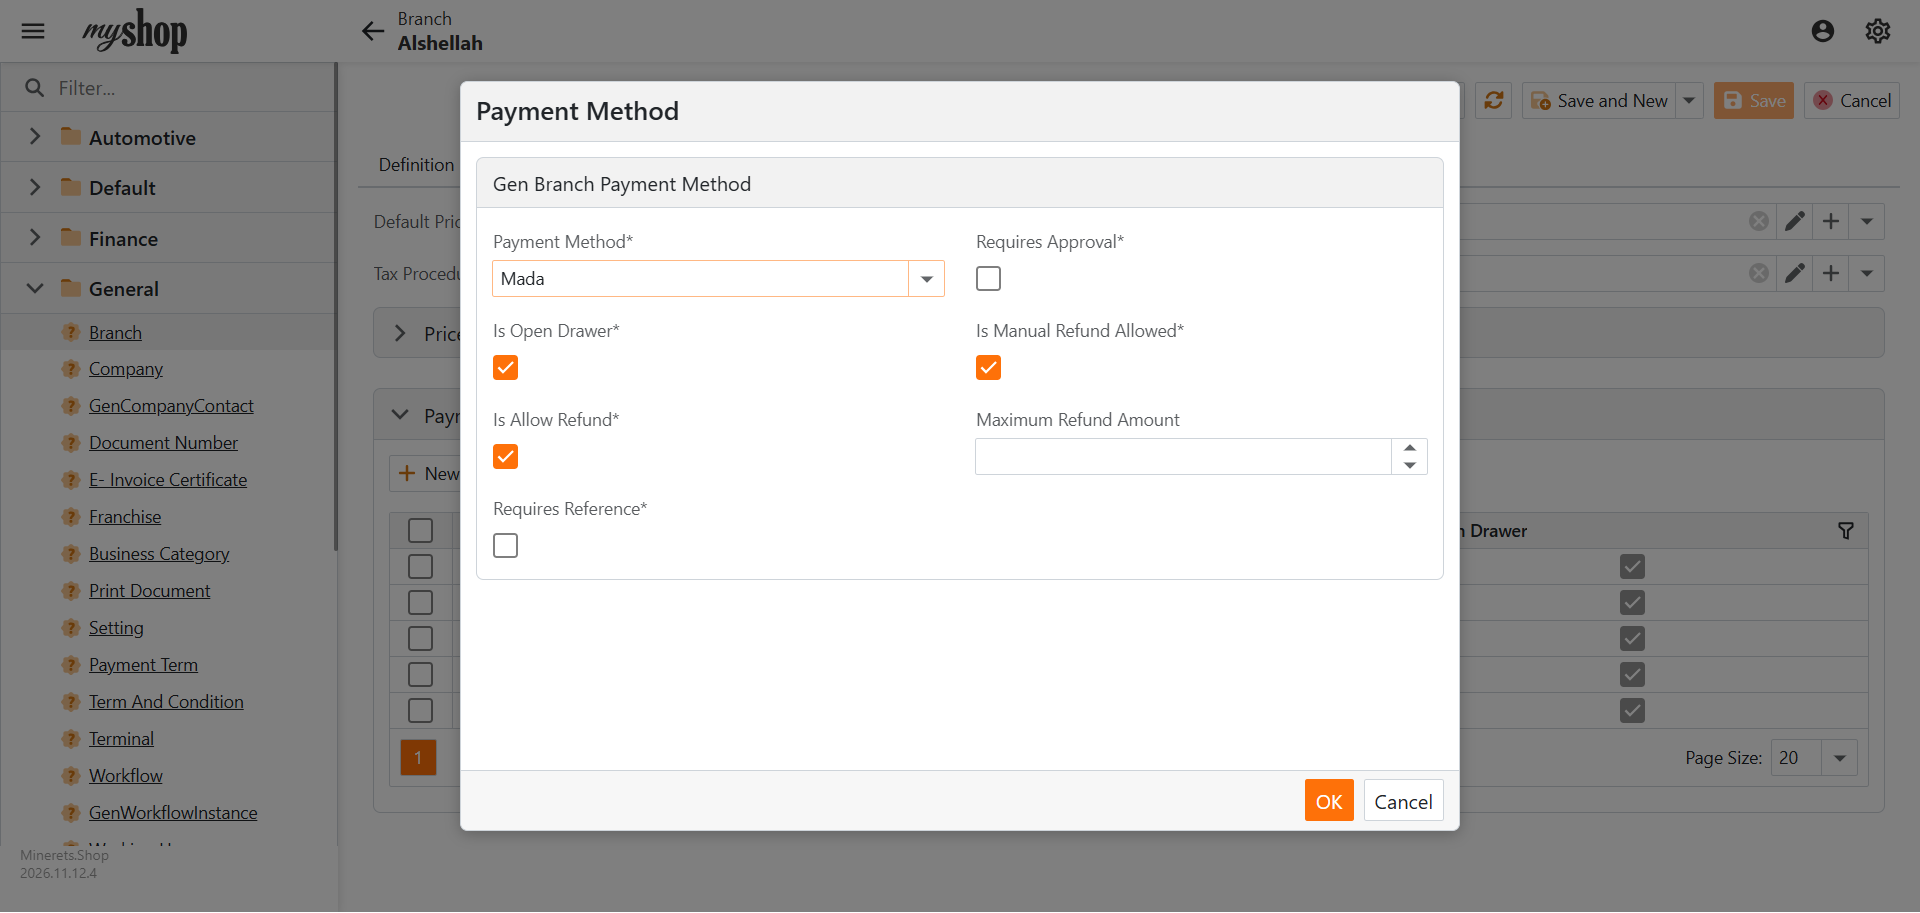 myshop
Branch
Alshellah
Filter...
Automotive
Default
Finance
General
Branch
Company
GenCompanyContact
Document Number
E- Invoice Certificate
Franchise
Business Category
Print Document
Setting
Payment Term
Term And Condition
Terminal
Workflow
GenWorkflowInstance
Minerets.Shop
2026.11.12.4
Save and New
Save
Cancel
Definition
Default Pric
Tax Procedu
Price
Paym
New
Drawer
1
Page Size:
20
Payment Method
Gen Branch Payment Method
Payment Method*
Mada
Requires Approval*
Is Open Drawer*
Is Manual Refund Allowed*
Is Allow Refund*
Maximum Refund Amount
Requires Reference*
OK
Cancel